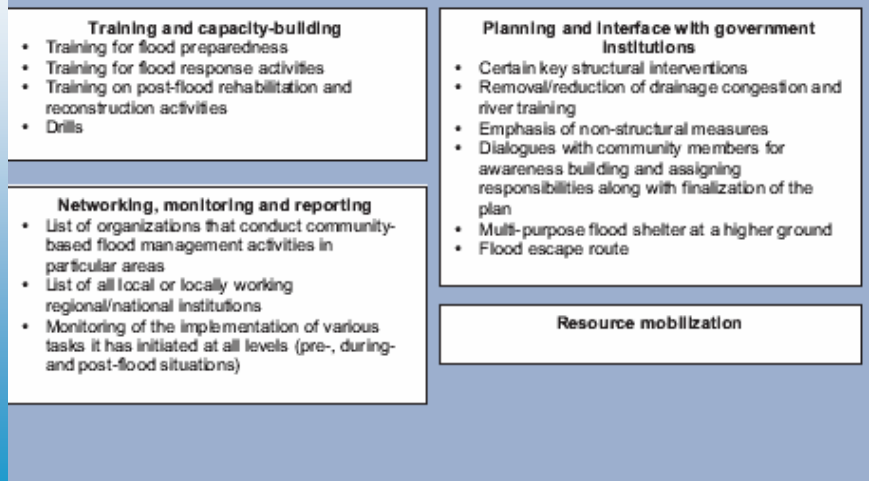 Training and capacity-building
• Training for flood preparedness
• Training for flood response activities
• Training on post-flood rehabilitation and
reconstruction activities
• Drills
Networking, monitoring and reporting
• List of organizations that conduct community-
based flood management activities in
particular areas
• List of all local or locally working
regional/national institutions
• Monitoring of the implementation of various
tasks it has initiated at all levels (pre-, during-
and post-flood situations)
Planning and Interface with government
Institutions
• Certain key structural interventions
• Removal/reduction of drainage congestion and
river training
• Emphasis of non-structural measures
• Dialogues with community members for
awareness building and assigning
responsibilities along with finalization of the
plan
• Multi-purpose flood shelter at a higher ground
• Flood escape route
Resource mobilization